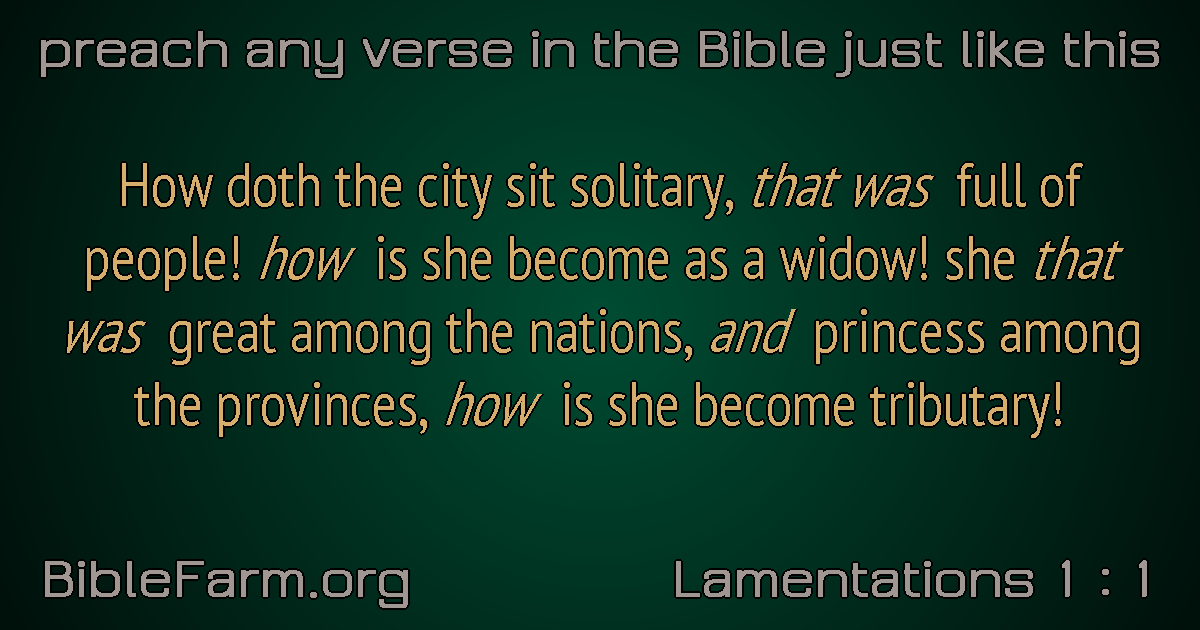 preach any verse in the Bible just like this
How doth the city sit solitary, that was full of
people! how is she become as a widow! she that
was great among the nations, and princess among
the provinces, how is she become tributary!
BibleFarm.org
Lamentations 1 : 1